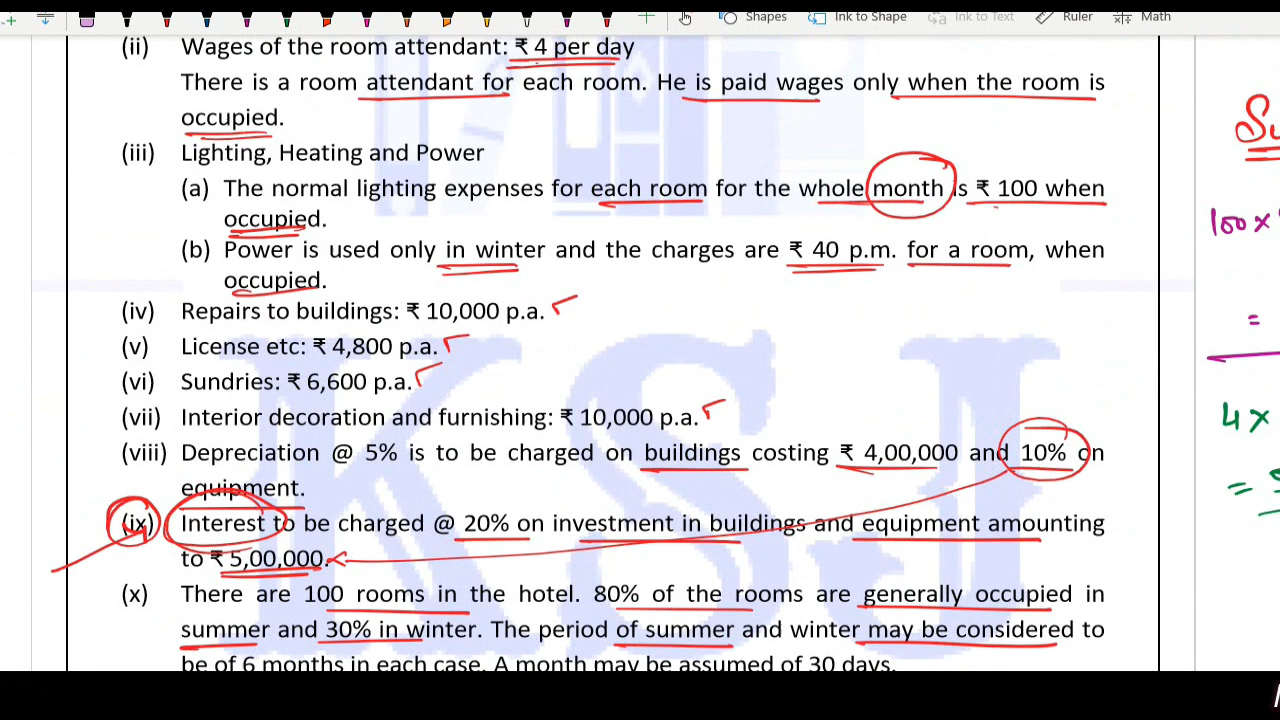 Shapes Ink to Shape Ink to Text Ruler Math
(ii) Wages of the room attendant: ₹ 4 per day
There is a room attendant for each room. He is paid wages only when the room is
occupied.
(iii) Lighting, Heating and Power
(a) The normal lighting expenses for each room for the whole month is ₹ 100 when
occupied.
(b) Power is used only in winter and the charges are ₹ 40 p.m. for a room, when
occupied.
(iv) Repairs to buildings: ₹ 10,000 p.a.
(v) License etc: ₹ 4,800 p.a.
(vi) Sundries: ₹ 6,600 p.a.
(vii) Interior decoration and furnishing: ₹ 10,000 p.a.
(viii) Depreciation @ 5% is to be charged on buildings costing ₹ 4,00,000 and 10% on
equipment.
(ix) Interest to be charged @ 20% on investment in buildings and equipment amounting
to ₹ 5,00,000.
(x) There are 100 rooms in the hotel. 80% of the rooms are generally occupied in
summer and 30% in winter. The period of summer and winter may be considered to
be of 6 months in each case. A month may be assumed of 30 days.
KSJ
100 x
=
4 x
=